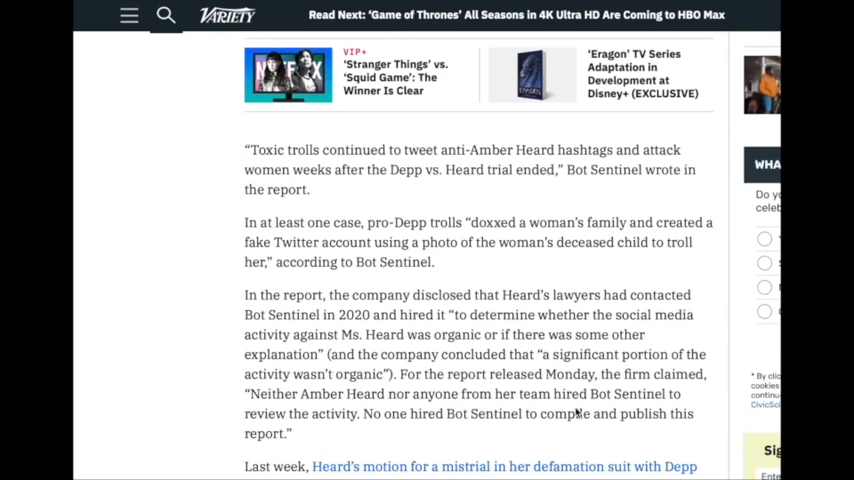 VARIETY
Read Next: ‘Game of Thrones’ All Seasons in 4K Ultra HD Are Coming to HBO Max
VIP+
‘Stranger Things’ vs.
‘Squid Game’: The
Winner Is Clear
‘Eragon’ TV Series
Adaptation in
Development at
Disney+ (EXCLUSIVE)
“Toxic trolls continued to tweet anti-Amber Heard hashtags and attack
women weeks after the Depp vs. Heard trial ended,” Bot Sentinel wrote in
the report.
In at least one case, pro-Depp trolls “doxxed a woman’s family and created a
fake Twitter account using a photo of the woman’s deceased child to troll
her,” according to Bot Sentinel.
In the report, the company disclosed that Heard’s lawyers had contacted
Bot Sentinel in 2020 and hired it “to determine whether the social media
activity against Ms. Heard was organic or if there was some other
explanation” (and the company concluded that “a significant portion of the
activity wasn’t organic”). For the report released Monday, the firm claimed,
“Neither Amber Heard nor anyone from her team hired Bot Sentinel to
review the activity. No one hired Bot Sentinel to compile and publish this
report.”
Last week, Heard’s motion for a mistrial in her defamation suit with Depp
WHA
Do yo
celeb
* By clic
cookies
continu
CivicSci
Sig
Ente